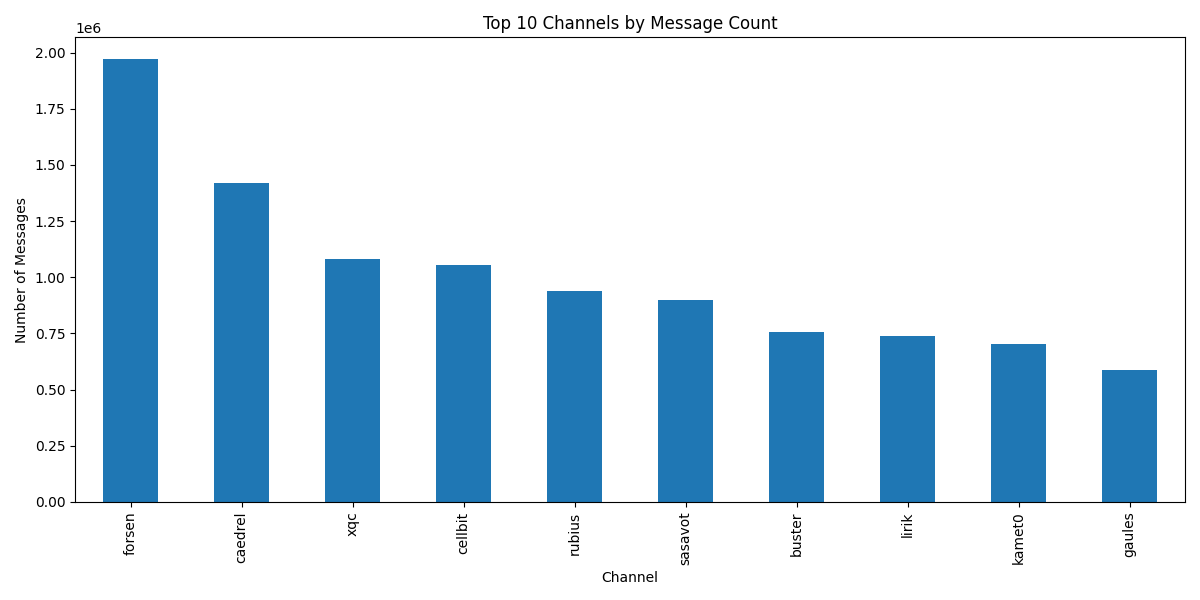 Top 10 Channels by Message Count
1e6
2.00
1.75
1.50
1.25
1.00
0.75
0.50
0.25
0.00
Number of Messages
forsen
caedrel
xqc
cellbit
rubius
sasavot
buster
lirik
kamet0
gaules
Channel